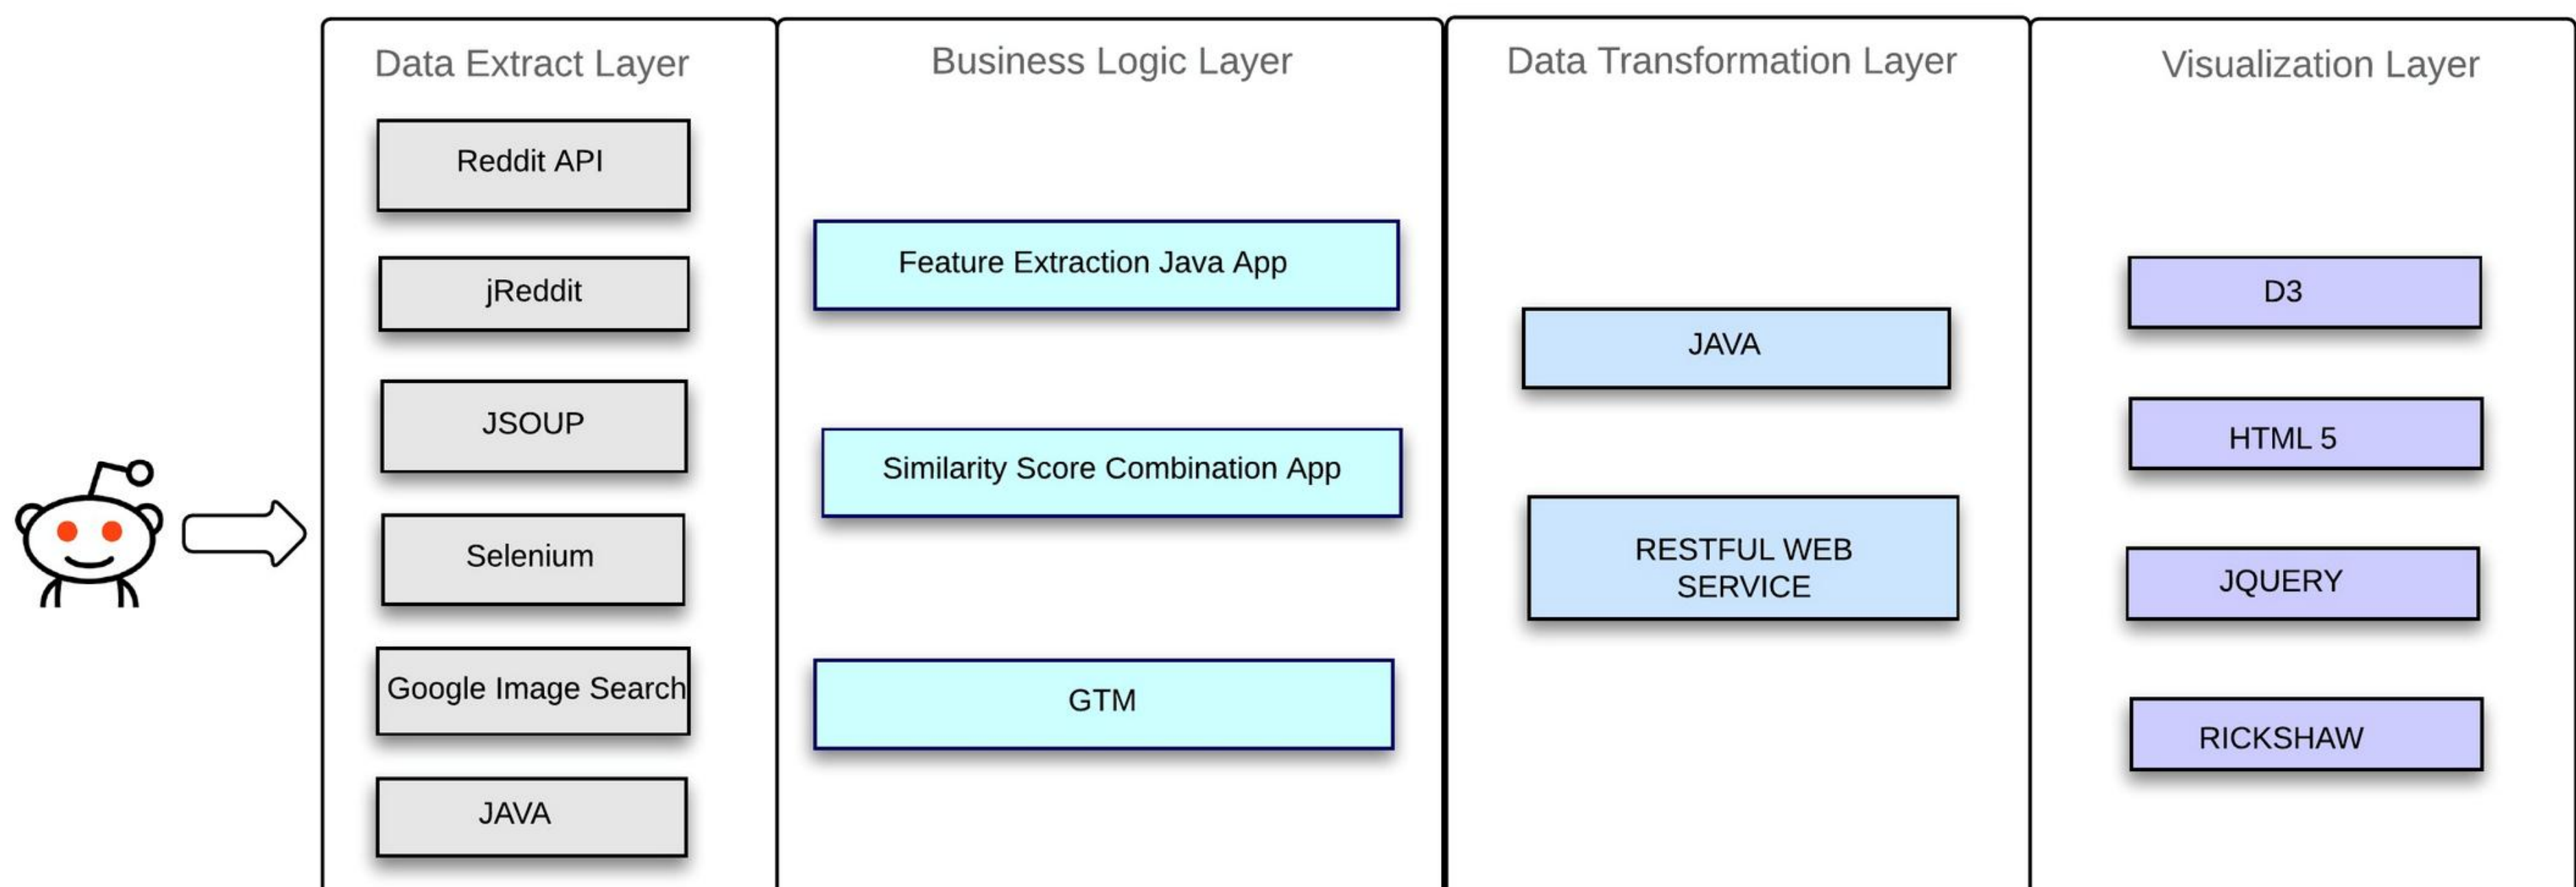 Data Extract Layer
Reddit API
jReddit
JSOUP
Selenium
Google Image Search
JAVA
Business Logic Layer
Feature Extraction Java App
Similarity Score Combination App
GTM
Data Transformation Layer
JAVA
RESTFUL WEB
SERVICE
Visualization Layer
D3
HTML 5
JQUERY
RICKSHAW